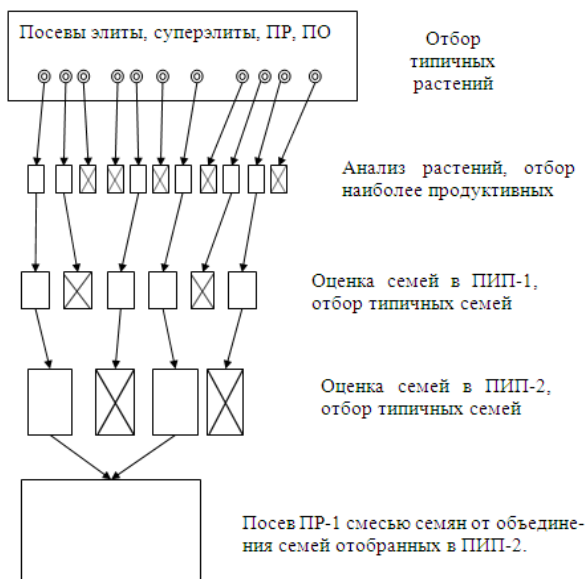 Посевы элиты, суперэлиты, ПР, ПО
Отбор
типичных
растений
Анализ растений, отбор
наиболее продуктивных
Оценка семей в ПИП-1,
отбор типичных семей
Оценка семей в ПИП-2,
отбор типичных семей
Посев ПР-1 смесью семян от объедине-
ния семей отобранных в ПИП-2.